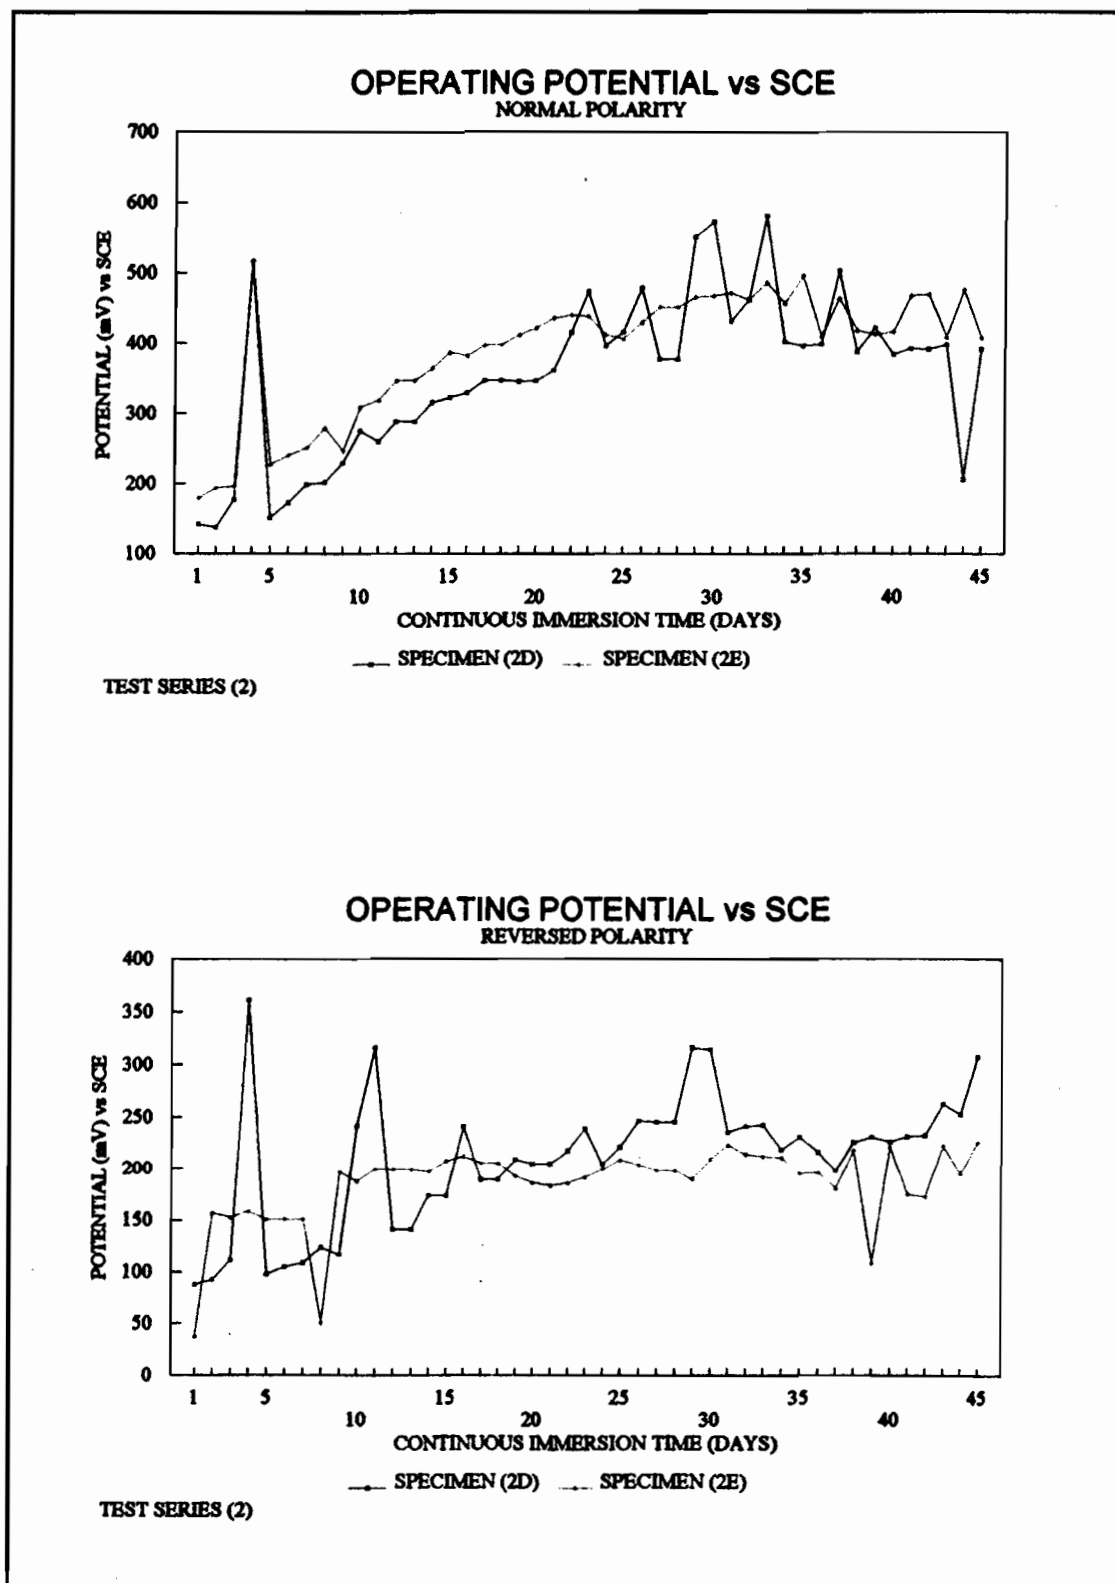 OPERATING POTENTIAL vs SCE
NORMAL POLARITY
700
600
500
400
300
200
100
POTENTIAL (mV) vs SCE
1 5 15 25 35 45
10 20 30 40
CONTINUOUS IMMERSION TIME (DAYS)
SPECIMEN (2D) SPECIMEN (2E)
TEST SERIES (2)
OPERATING POTENTIAL vs SCE
REVERSED POLARITY
400
350
300
250
200
150
100
50
0
POTENTIAL (mV) vs SCE
1 5 15 25 35 45
10 20 30 40
CONTINUOUS IMMERSION TIME (DAYS)
SPECIMEN (2D) SPECIMEN (2E)
TEST SERIES (2)